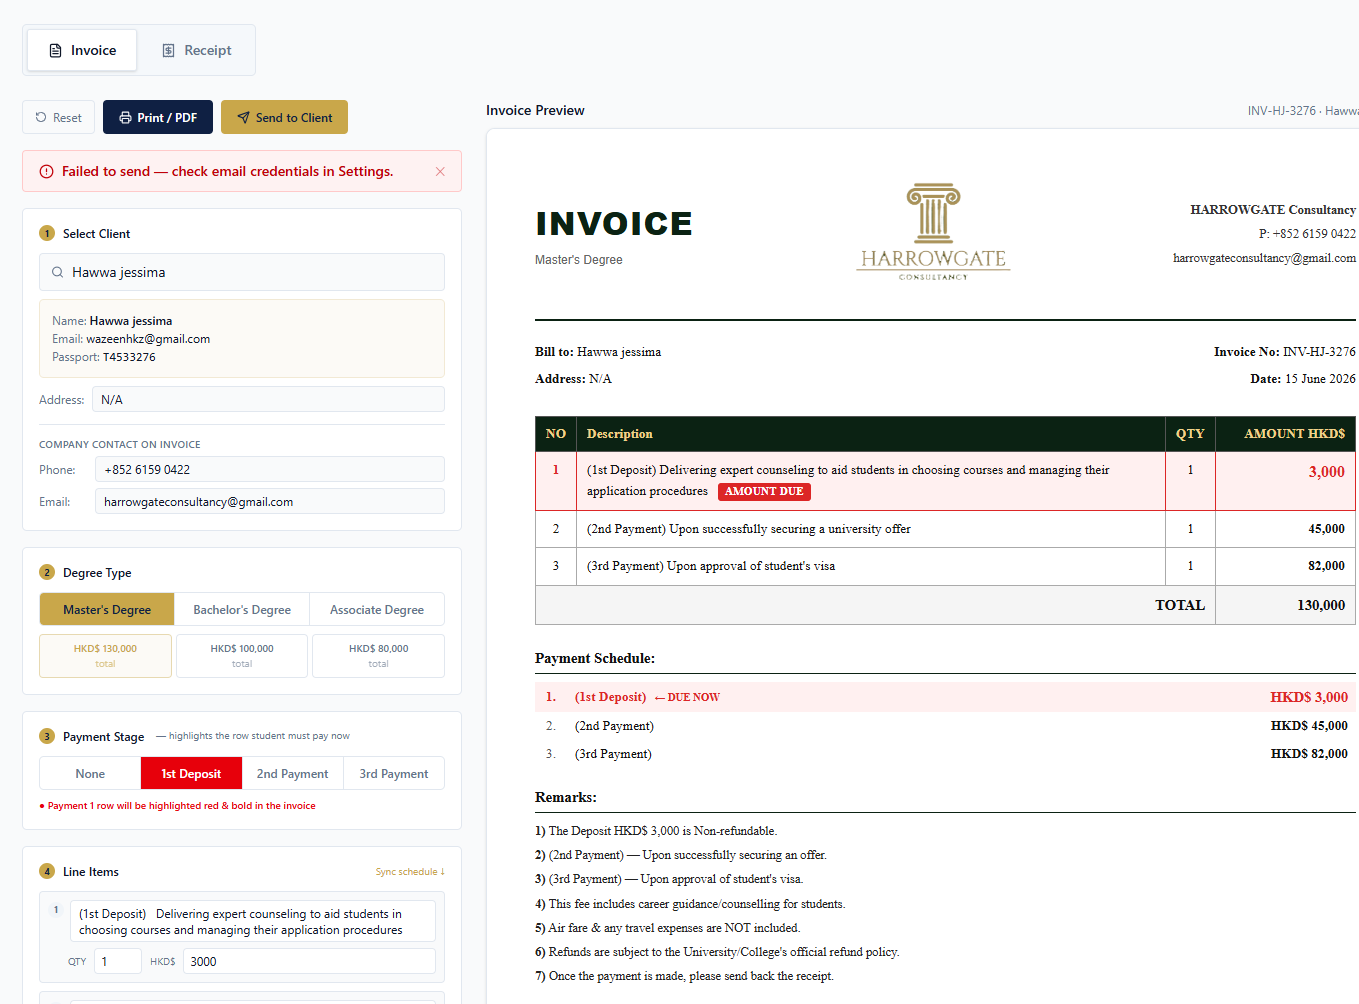 Invoice
Receipt
Reset
Print / PDF
Send to Client
Failed to send — check email credentials in Settings.
1 Select Client
Hawwa jessima
Name: Hawwa jessima
Email: wazeenhkz@gmail.com
Passport: T4533276
Address: N/A
COMPANY CONTACT ON INVOICE
Phone: +852 6159 0422
Email: harrowgateconsultancy@gmail.com
2 Degree Type
Master's Degree Bachelor's Degree Associate Degree
HKD$ 130,000 HKD$ 100,000 HKD$ 80,000
total total total
3 Payment Stage — highlights the row student must pay now
None 1st Deposit 2nd Payment 3rd Payment
• Payment 1 row will be highlighted red & bold in the invoice
4 Line Items Sync schedule ↓
1 (1st Deposit) Delivering expert counseling to aid students in
choosing courses and managing their application procedures
QTY 1 HKD$ 3000
Invoice Preview INV-HJ-3276 · Hawwa
INVOICE
Master's Degree
HARROWGATE
CONSULTANCY
HARROWGATE Consultancy
P: +852 6159 0422
harrowgateconsultancy@gmail.com
Bill to: Hawwa jessima Invoice No: INV-HJ-3276
Address: N/A Date: 15 June 2026
NO Description QTY AMOUNT HKD$
1 (1st Deposit) Delivering expert counseling to aid students in choosing courses and managing their 1 3,000
application procedures AMOUNT DUE
2 (2nd Payment) Upon successfully securing a university offer 1 45,000
3 (3rd Payment) Upon approval of student's visa 1 82,000
TOTAL 130,000
Payment Schedule:
1. (1st Deposit) ← DUE NOW HKD$ 3,000
2. (2nd Payment) HKD$ 45,000
3. (3rd Payment) HKD$ 82,000
Remarks:
1) The Deposit HKD$ 3,000 is Non-refundable.
2) (2nd Payment) — Upon successfully securing an offer.
3) (3rd Payment) — Upon approval of student's visa.
4) This fee includes career guidance/counselling for students.
5) Air fare & any travel expenses are NOT included.
6) Refunds are subject to the University/College's official refund policy.
7) Once the payment is made, please send back the receipt.